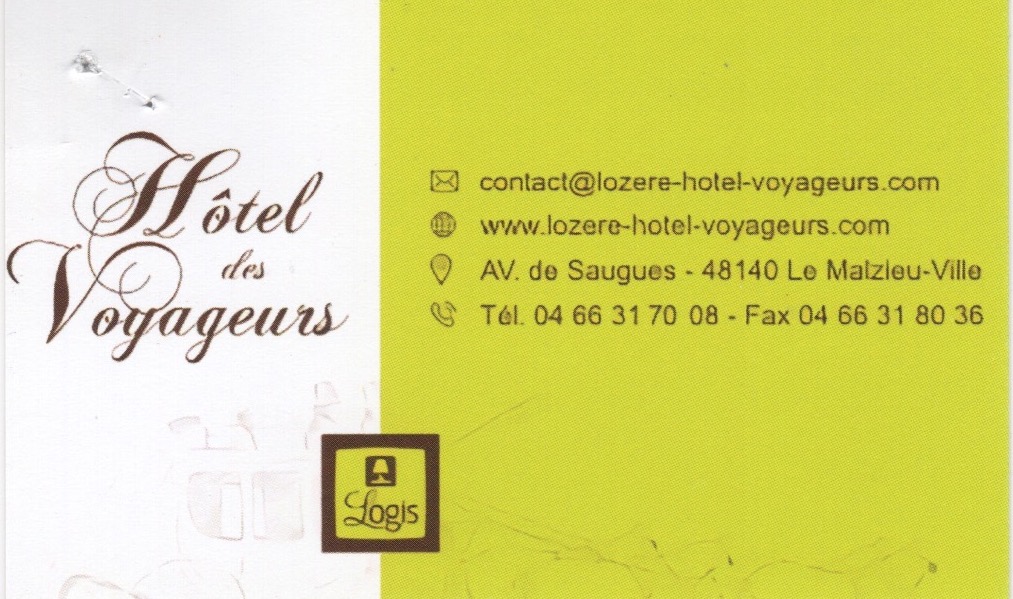 Hôtel
des
Voyageurs
contact@lozere-hotel-voyageurs.com
www.lozere-hotel-voyageurs.com
AV. de Saugues - 48140 Le Malzieu-Ville
Tél. 04 66 31 70 08 - Fax 04 66 31 80 36
Logis